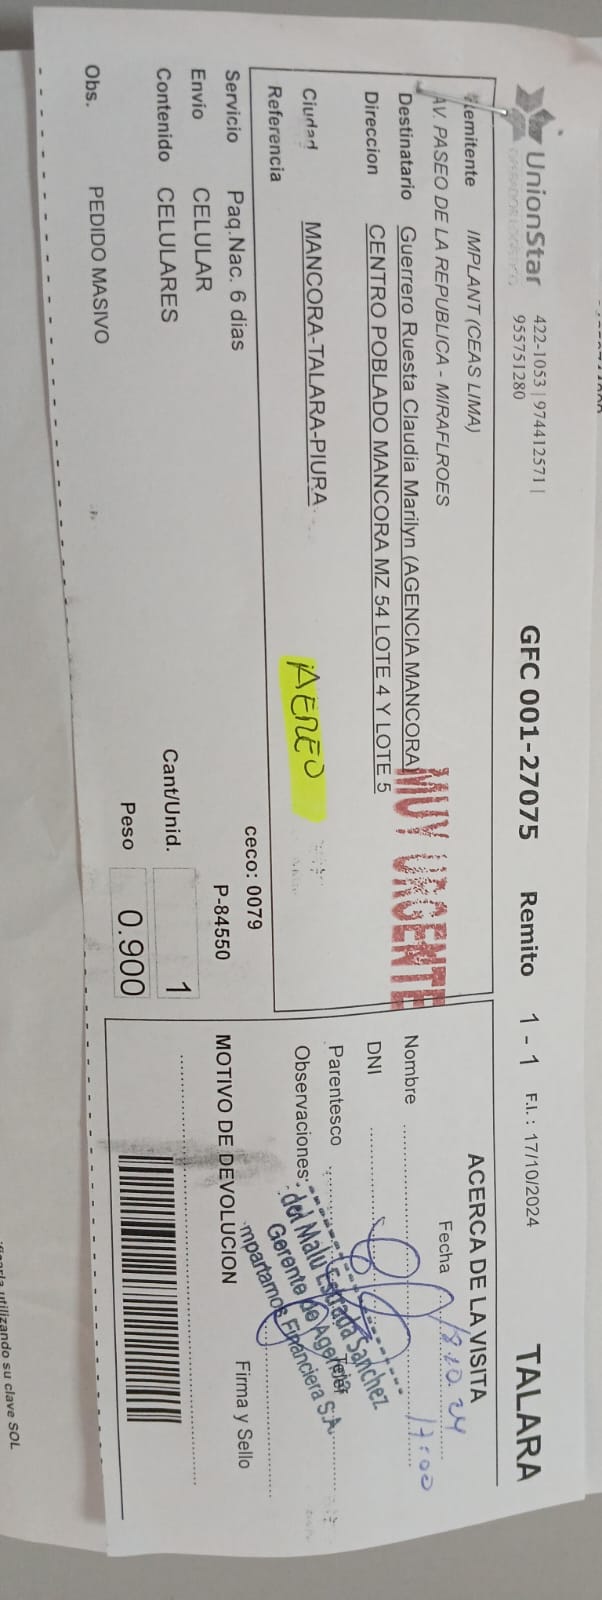 UnionStar
422-1053 | 974412571 |
955751280
GFC 001-27075 Remito 1 - 1 F.I. : 17/10/2024 TALARA
Remitente IMPLANT (CEAS LIMA)
AV. PASEO DE LA REPUBLICA - MIRAFLROES
Destinatario Guerrero Ruesta Claudia Marilyn (AGENCIA MANCORA)
Direccion CENTRO POBLADO MANCORA MZ 54 LOTE 4 Y LOTE 5
MUY URGENTE
Ciudad MANCORA-TALARA-PIURA
AEREO
Referencia
Servicio Paq.Nac. 6 dias
ceco: 0079
Envio CELULAR
P-84550
Contenido CELULARES
Cant/Unid. 1
Peso 0.900
Obs. PEDIDO MASIVO
ACERCA DE LA VISITA
Fecha
17:00
Nombre
DNI
Parentesco
Observaciones:
Estrada Sanchez
Gerente de Agencia
Financiera S.A.
MOTIVO DE DEVOLUCION
Firma y Sello
utilizando su clave SOL